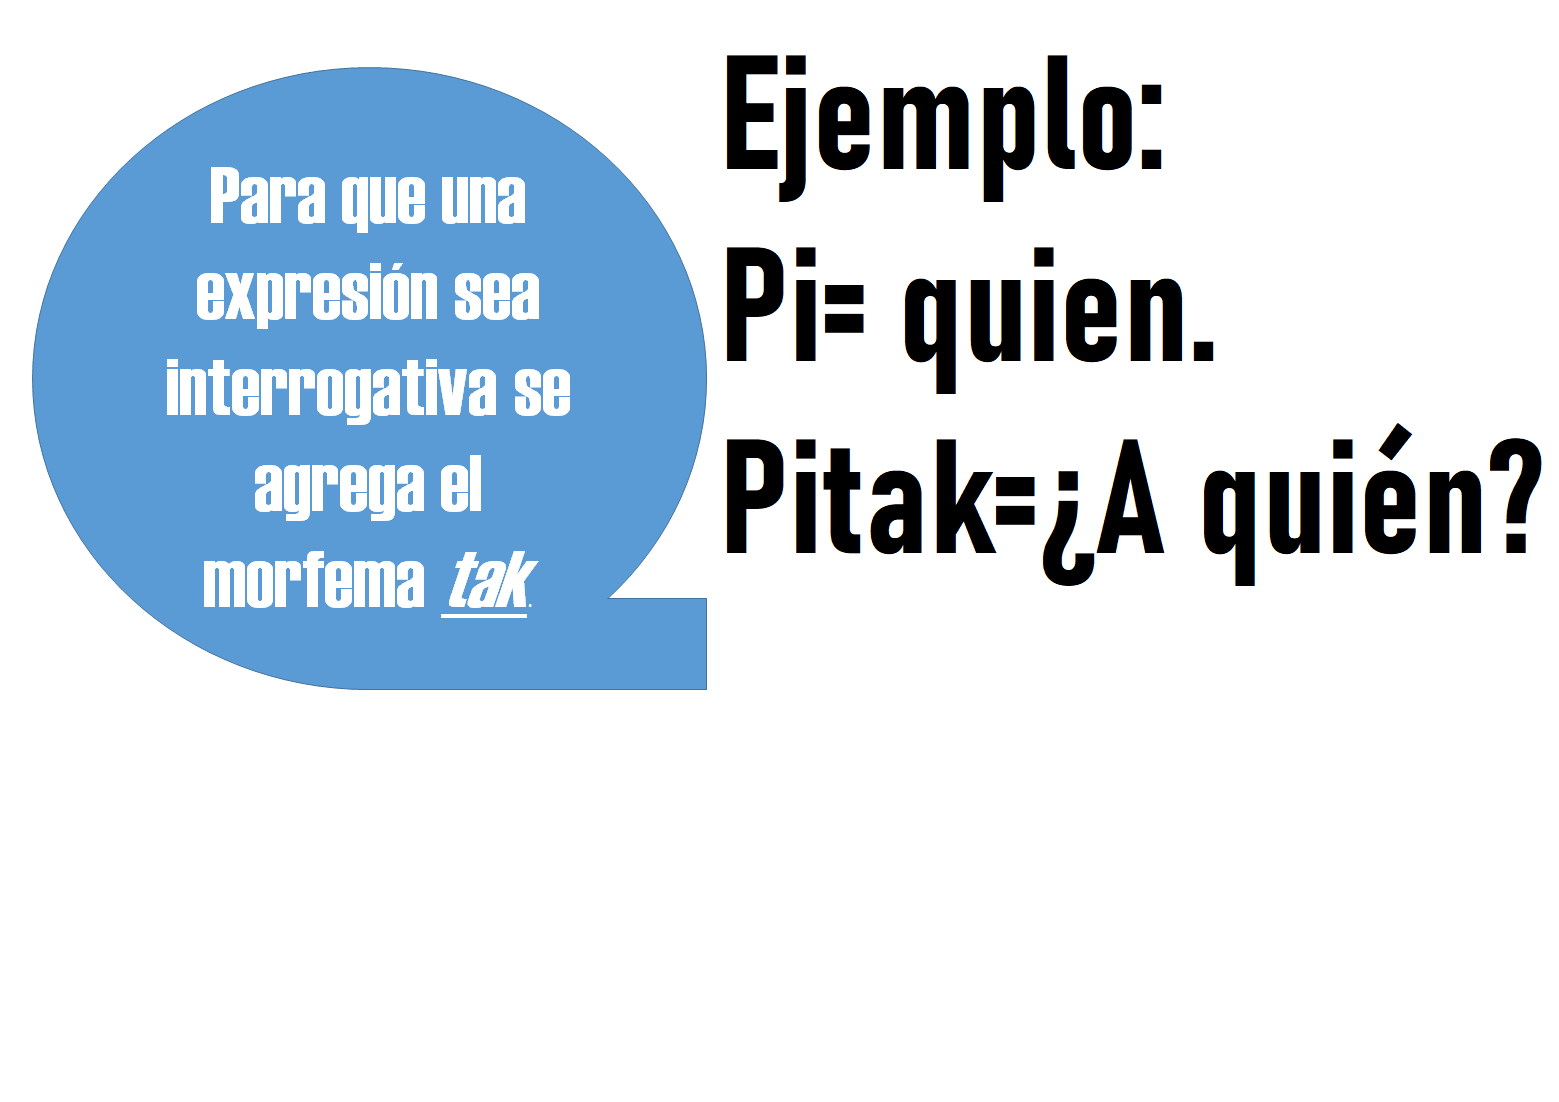 Para que una
expresión sea
interrogativa se
agrega el
morfema tak.
Ejemplo:
Pi= quien.
Pitak=¿A quién?